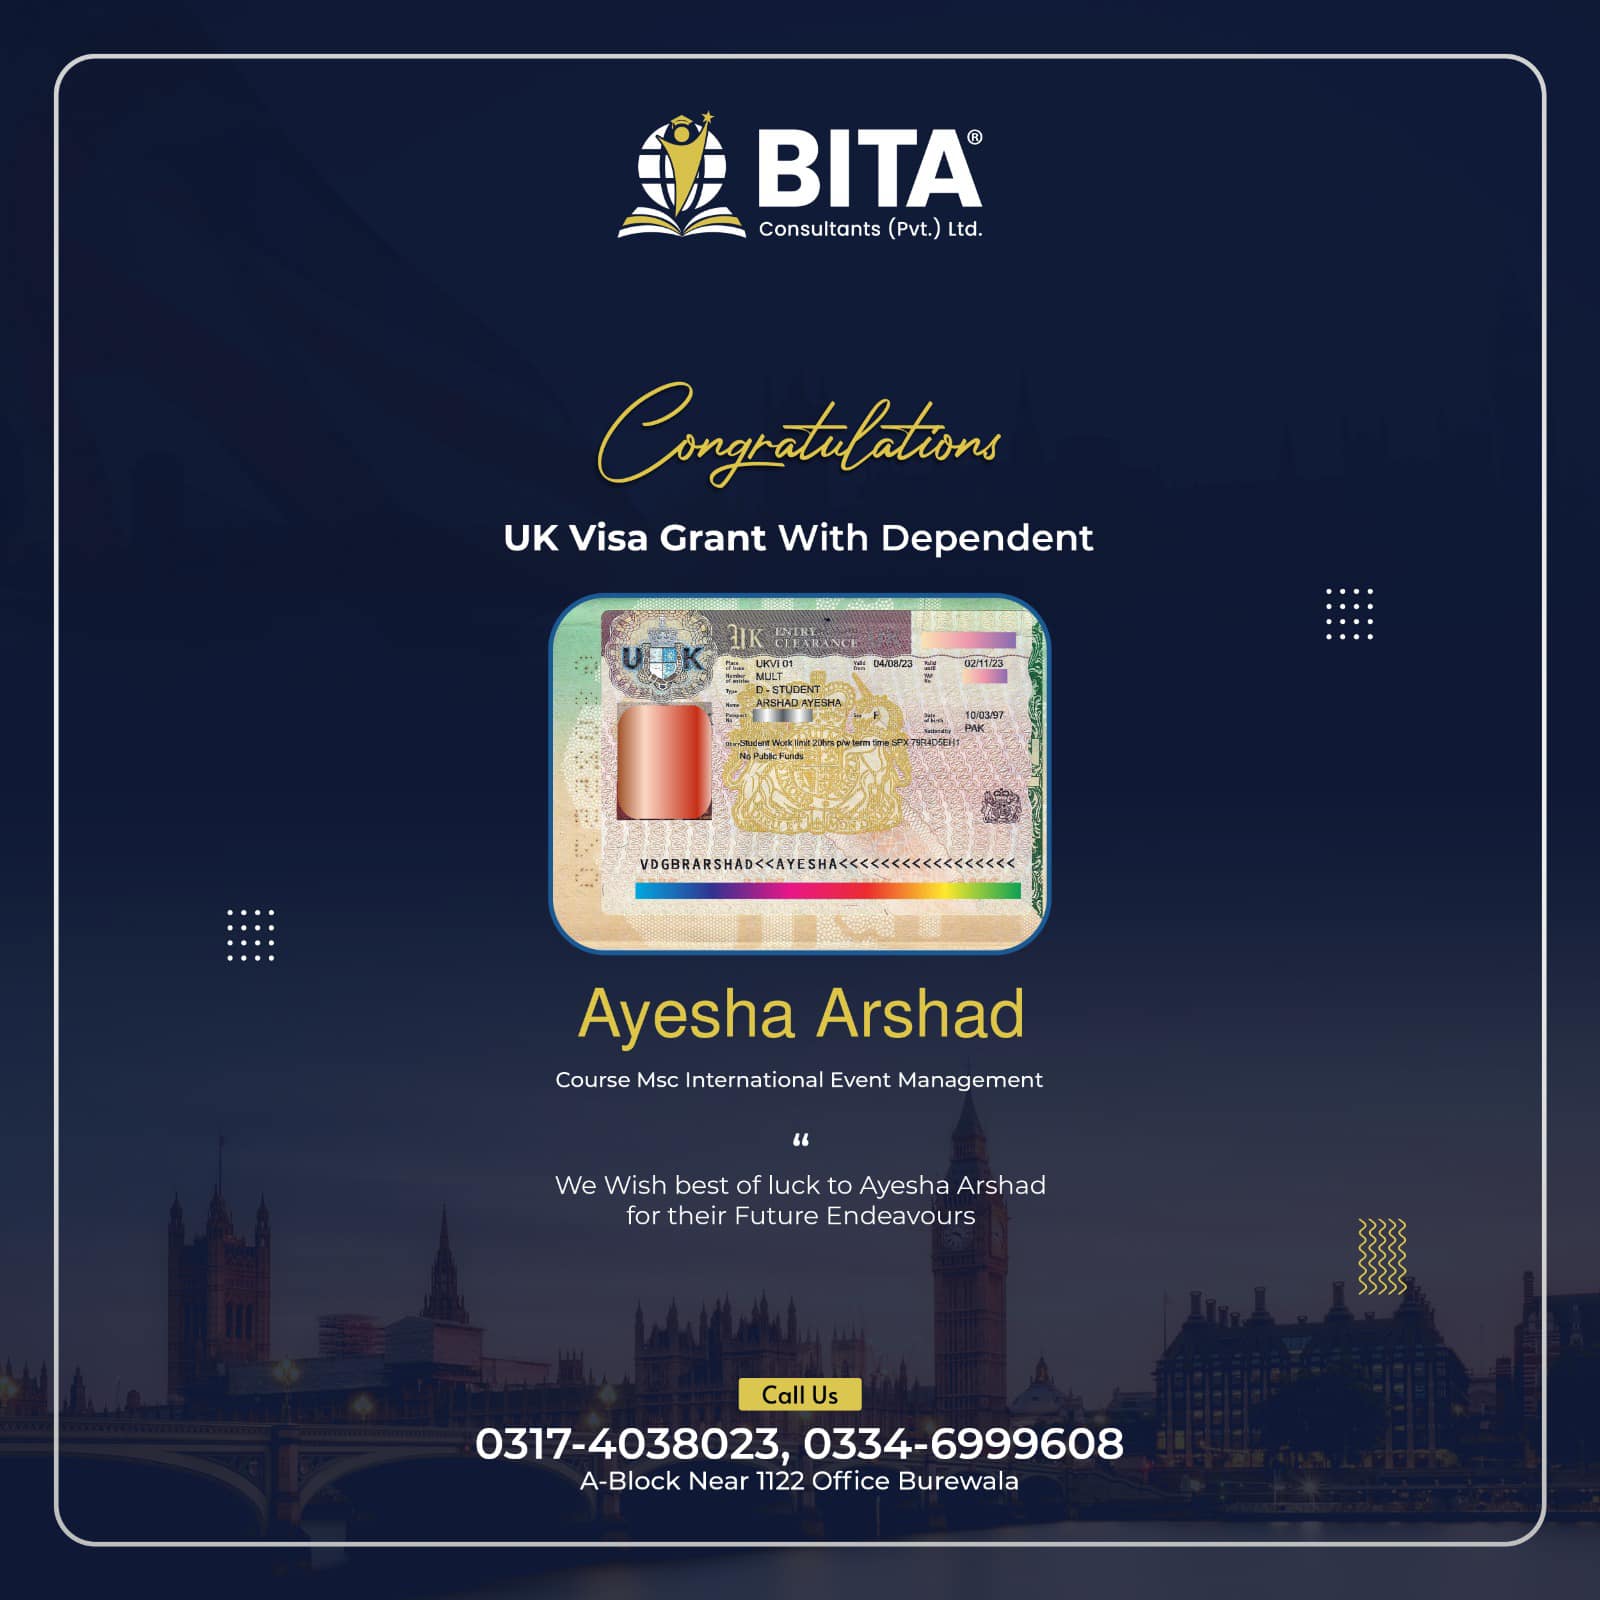 BITA®
Consultants (Pvt.) Ltd.
Congratulations
UK Visa Grant With Dependent
UK ENTRY CLEARANCE
U K
Place of issue UKVI 01 Valid from 04/08/23 Valid until 02/11/23
Number of entries MULT Vaf No.
Type D - STUDENT
Name ARSHAD AYESHA
Passport No Sex F Date of birth 10/03/97
Nationality PAK
Student Work limit 20hrs p/w term time SPX 79R4D5EH1
No Public Funds
VDGBRARSHAD<<AYESHA<<<<<<<<<<<<<<<<<
Ayesha Arshad
Course Msc International Event Management
“
We Wish best of luck to Ayesha Arshad
for their Future Endeavours
Call Us
0317-4038023, 0334-6999608
A-Block Near 1122 Office Burewala